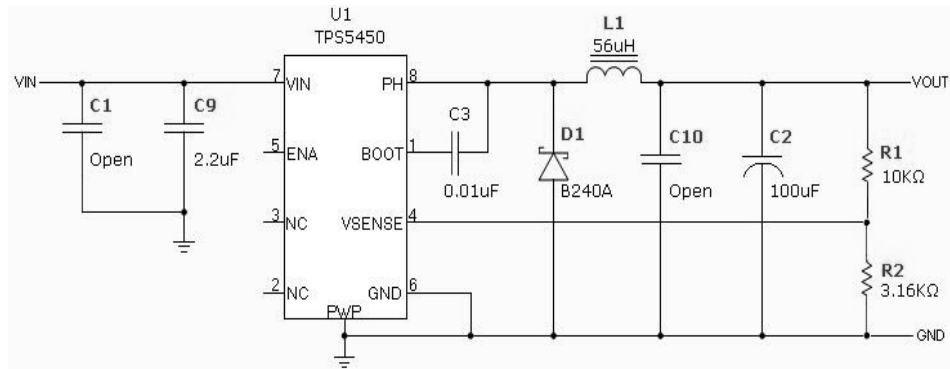 U1
TPS5450
L1
56uH
VIN
7
VIN
PH
8
VOUT
C1
Open
C9
2.2uF
C3
0.01uF
5
ENA
BOOT
1
D1
B240A
C10
Open
C2
100uF
R1
10KΩ
3
NC
VSENSE
4
R2
3.16KΩ
2
NC
GND
6
PWP
GND